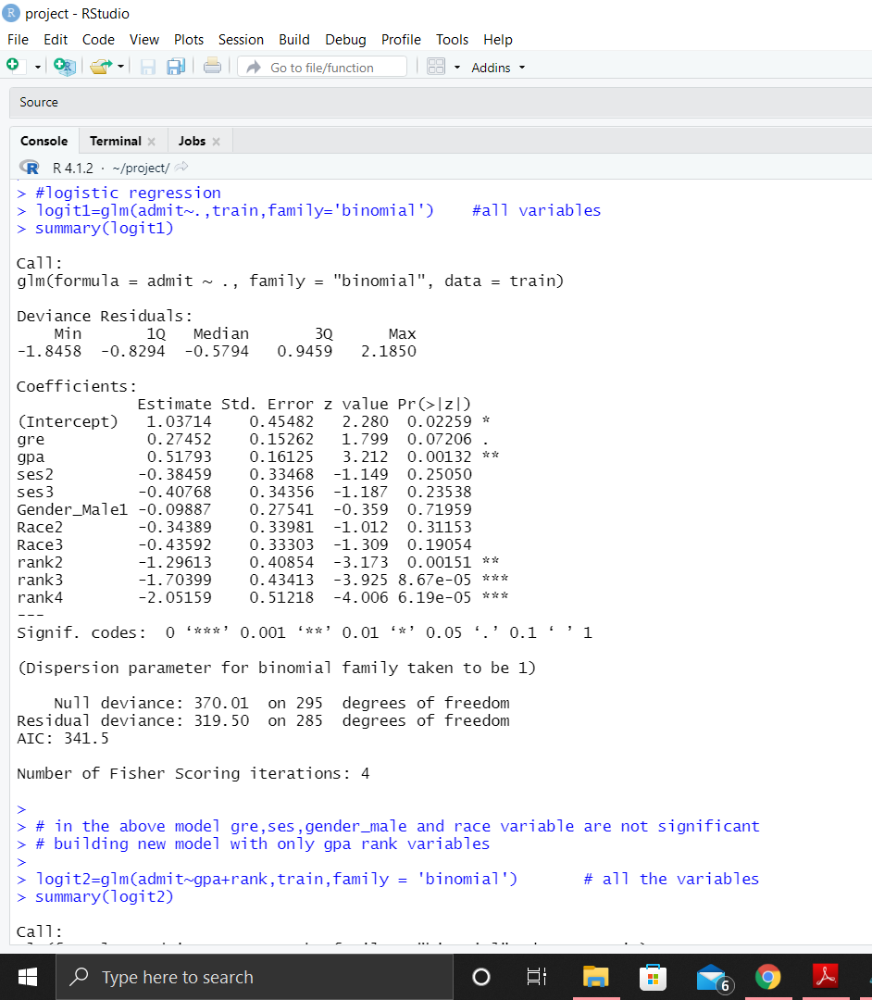 project - RStudio
File Edit Code View Plots Session Build Debug Profile Tools Help
Go to file/function Addins
Source
Console Terminal Jobs
R 4.1.2 · ~/project/
> #logistic regression
> logit1=glm(admit~.,train,family='binomial')    #all variables
> summary(logit1)
Call:
glm(formula = admit ~ ., family = "binomial", data = train)
Deviance Residuals:
    Min       1Q   Median       3Q      Max
-1.8458  -0.8294  -0.5794   0.9459   2.1850
Coefficients:
             Estimate Std. Error z value Pr(>|z|)
(Intercept)   1.03714    0.45482   2.280  0.02259 *
gre           0.27452    0.15262   1.799  0.07206 .
gpa           0.51793    0.16125   3.212  0.00132 **
ses2         -0.38459    0.33468  -1.149  0.25050
ses3         -0.40768    0.34356  -1.187  0.23538
Gender_Male1 -0.09887    0.27541  -0.359  0.71959
Race2        -0.34389    0.33981  -1.012  0.31153
Race3        -0.43592    0.33303  -1.309  0.19054
rank2        -1.29613    0.40854  -3.173  0.00151 **
rank3        -1.70399    0.43413  -3.925 8.67e-05 ***
rank4        -2.05159    0.51218  -4.006 6.19e-05 ***
---
Signif. codes:  0 ‘***’ 0.001 ‘**’ 0.01 ‘*’ 0.05 ‘.’ 0.1 ‘ ’ 1
(Dispersion parameter for binomial family taken to be 1)
    Null deviance: 370.01  on 295  degrees of freedom
Residual deviance: 319.50  on 285  degrees of freedom
AIC: 341.5
Number of Fisher Scoring iterations: 4
>
> # in the above model gre,ses,gender_male and race variable are not significant
> # building new model with only gpa rank variables
>
> logit2=glm(admit~gpa+rank,train,family = 'binomial')       # all the variables
> summary(logit2)
Call:
Type here to search
6